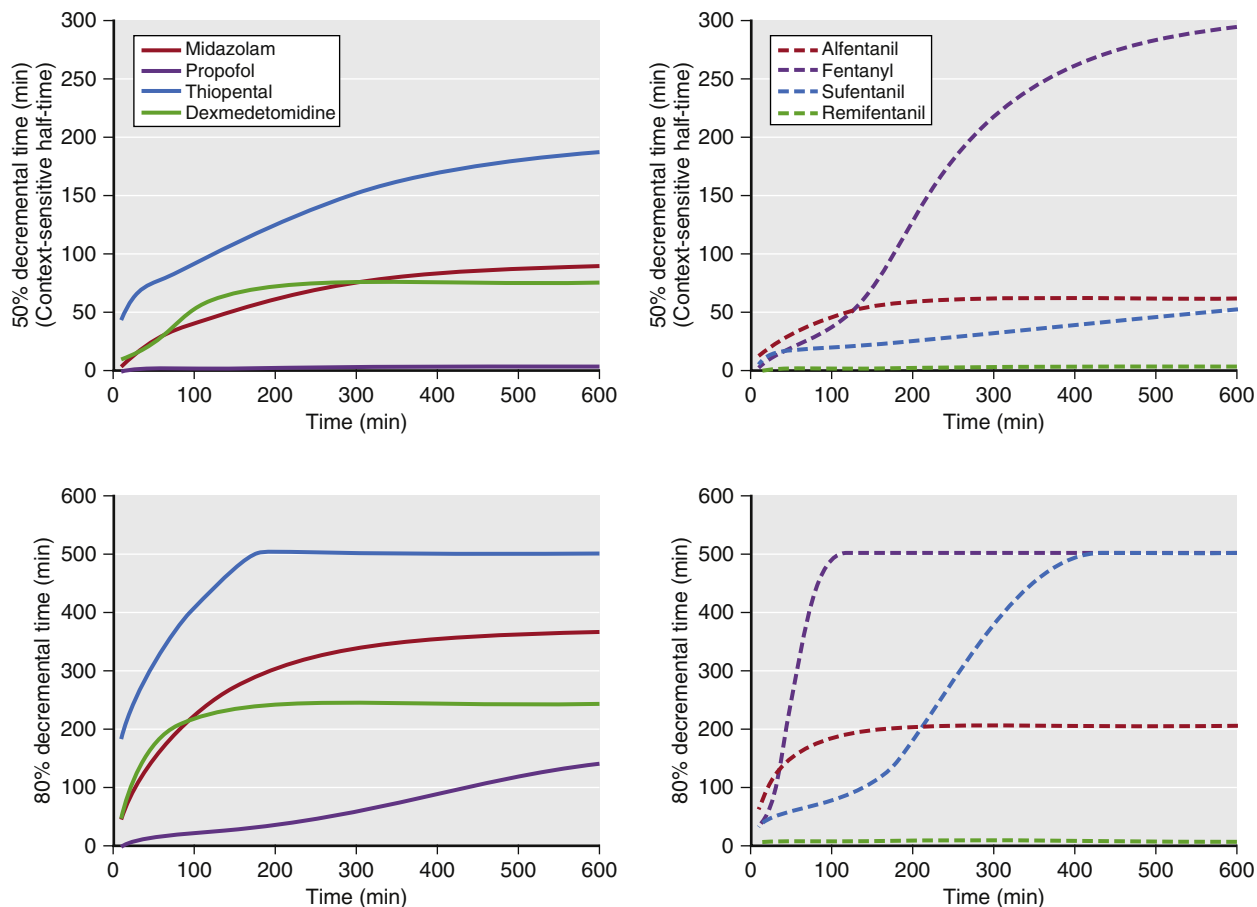 50% decremental time (min)
(Context-sensitive half-time)
300
250
200
150
100
50
0
Midazolam
Propofol
Thiopental
Dexmedetomidine
0 100 200 300 400 500 600
Time (min)
50% decremental time (min)
(Context-sensitive half-time)
300
250
200
150
100
50
0
Alfentanil
Fentanyl
Sufentanil
Remifentanil
0 100 200 300 400 500 600
Time (min)
80% decremental time (min)
600
500
400
300
200
100
0
0 100 200 300 400 500 600
Time (min)
80% decremental time (min)
600
500
400
300
200
100
0
0 100 200 300 400 500 600
Time (min)